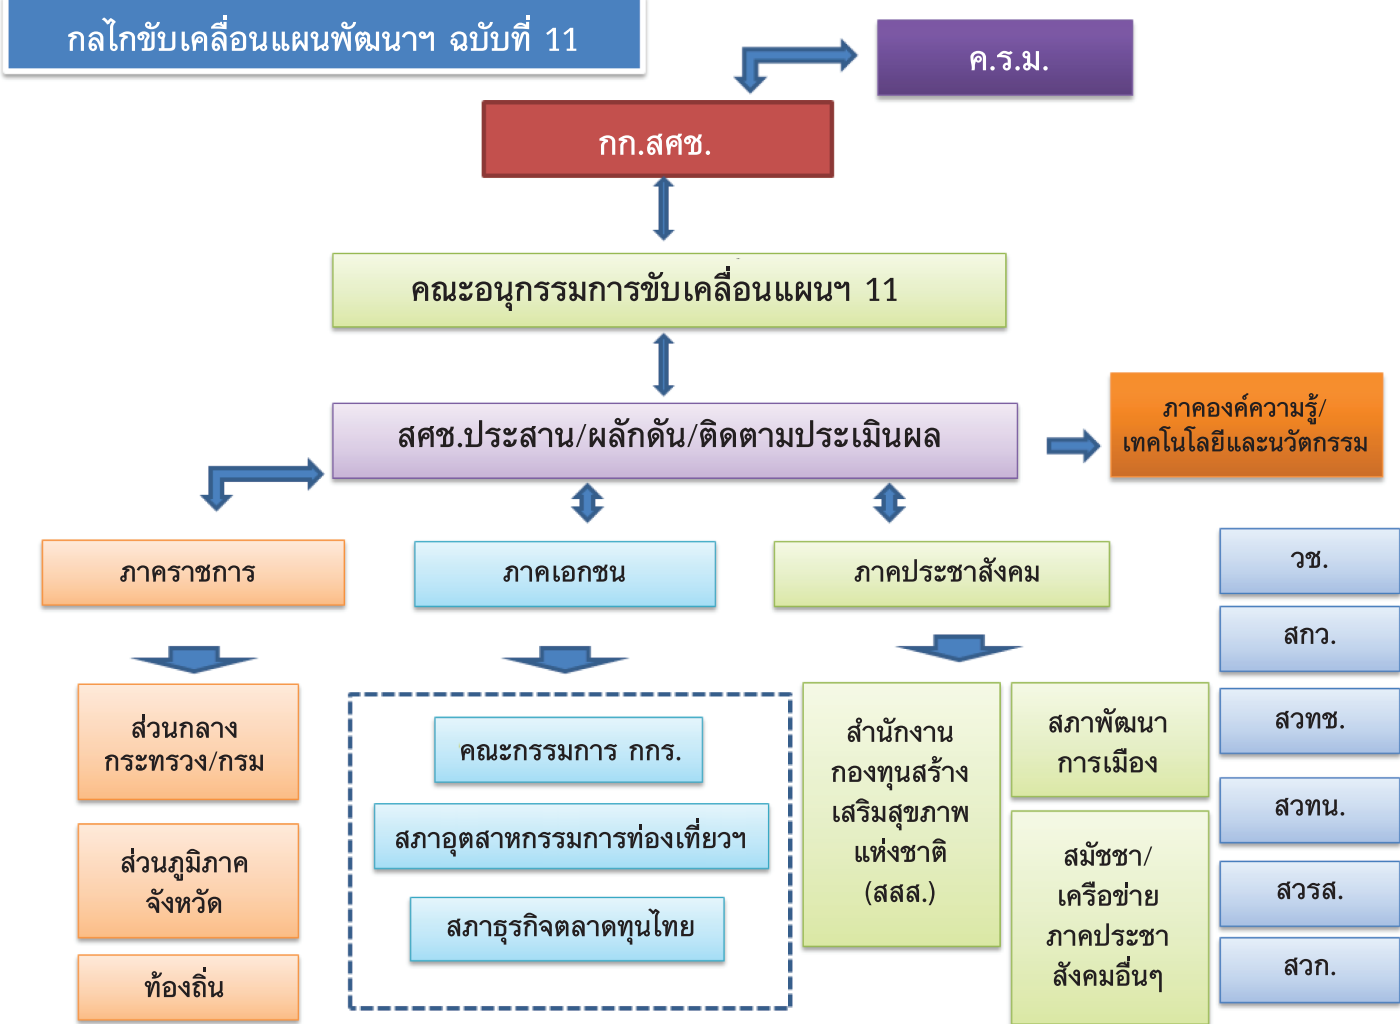 กลไกขับเคลื่อนแผนพัฒนาฯ ฉบับที่ 11
ค.ร.ม.
กก.สศช.
คณะอนุกรรมการขับเคลื่อนแผนฯ 11
สศช.ประสาน/ผลักดัน/ติดตามประเมินผล
ภาคองค์ความรู้/
เทคโนโลยีและนวัตกรรม
ภาคราชการ
ภาคเอกชน
ภาคประชาสังคม
ส่วนกลาง
กระทรวง/กรม
ส่วนภูมิภาค
จังหวัด
ท้องถิ่น
คณะกรรมการ กกร.
สภาอุตสาหกรรมการท่องเที่ยวฯ
สภาธุรกิจตลาดทุนไทย
สำนักงาน
กองทุนสร้าง
เสริมสุขภาพ
แห่งชาติ
(สสส.)
สภาพัฒนา
การเมือง
สมัชชา/
เครือข่าย
ภาคประชา
สังคมอื่นๆ
วช.
สกว.
สวทช.
สวทน.
สวรส.
สวก.